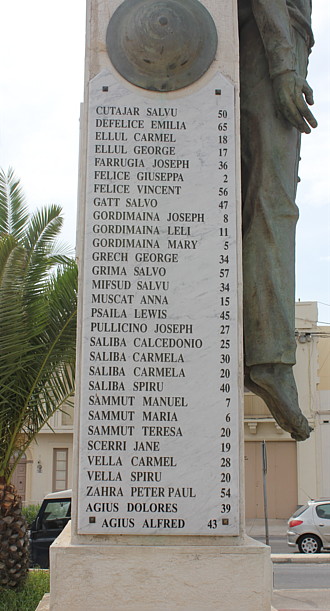 CUTAJAR SALVU 50
DEFELICE EMILIA 65
ELLUL CARMEL 18
ELLUL GEORGE 17
FARRUGIA JOSEPH 36
FELICE GIUSEPPA 2
FELICE VINCENT 56
GATT SALVO 47
GORDIMAINA JOSEPH 8
GORDIMAINA LELI 11
GORDIMAINA MARY 5
GRECH GEORGE 34
GRIMA SALVO 57
MIFSUD SALVU 34
MUSCAT ANNA 15
PSAILA LEWIS 45
PULLICINO JOSEPH 27
SALIBA CALCEDONIO 25
SALIBA CARMELA 30
SALIBA CARMELA 20
SALIBA SPIRU 40
SAMMUT MANUEL 7
SAMMUT MARIA 6
SAMMUT TERESA 20
SCERRI JANE 19
VELLA CARMEL 28
VELLA SPIRU 20
ZAHRA PETER PAUL 54
AGIUS DOLORES 39
AGIUS ALFRED 43